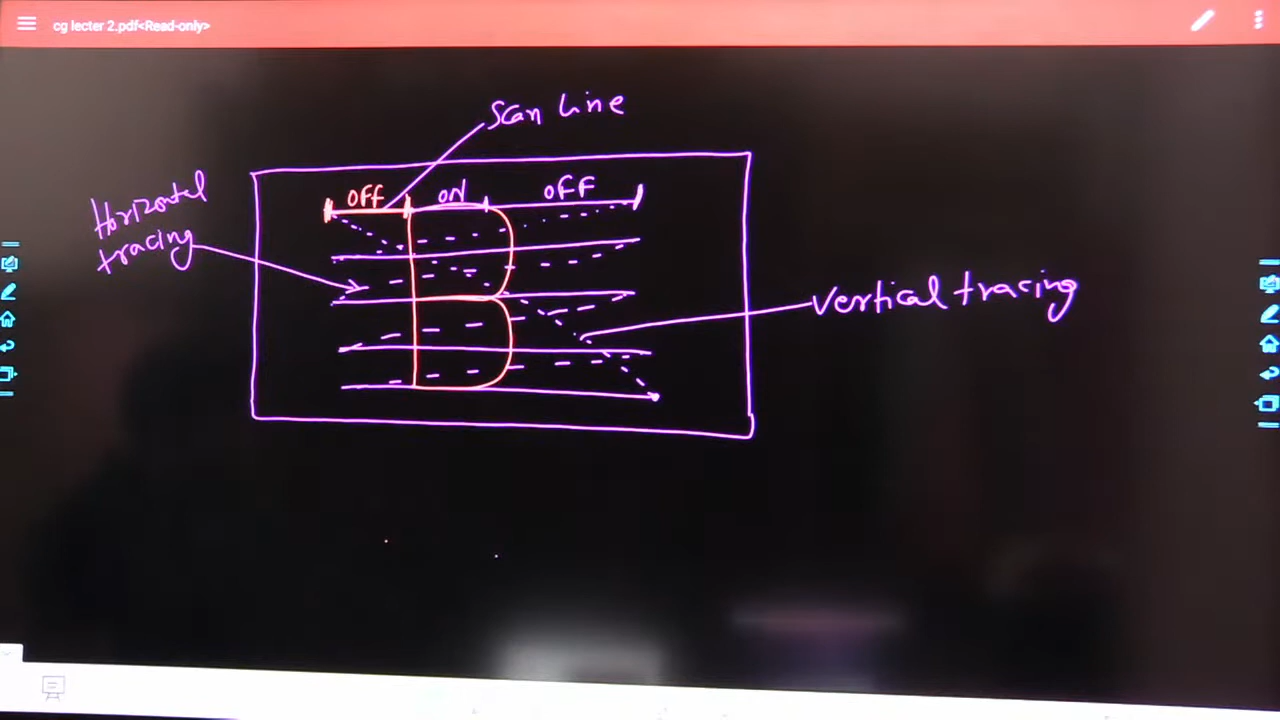 cg lecter 2.pdf<Read-only>
Scan Line
OFF ON OFF
Horizontal
tracing
Vertical tracing